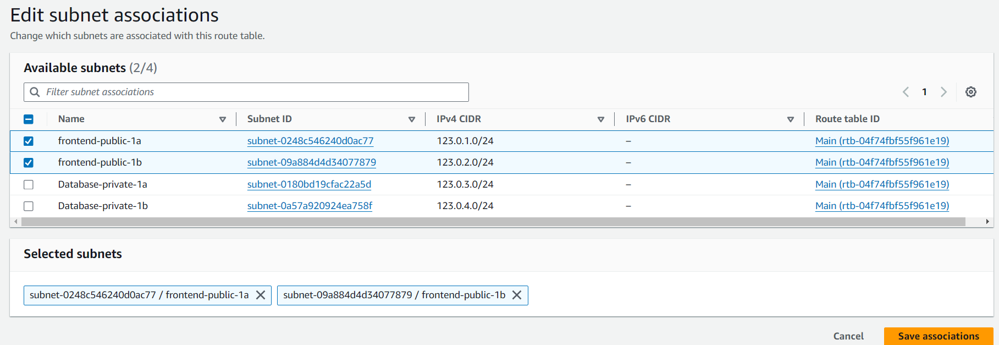 Edit subnet associations
Change which subnets are associated with this route table.
Available subnets (2/4)
Filter subnet associations
1
Name Subnet ID IPv4 CIDR IPv6 CIDR Route table ID
frontend-public-1a subnet-0248c546240d0ac77 123.0.1.0/24 – Main (rtb-04f74fbf55f961e19)
frontend-public-1b subnet-09a884d4d34077879 123.0.2.0/24 – Main (rtb-04f74fbf55f961e19)
Database-private-1a subnet-0180bd19cfac22a5d 123.0.3.0/24 – Main (rtb-04f74fbf55f961e19)
Database-private-1b subnet-0a57a920924ea758f 123.0.4.0/24 – Main (rtb-04f74fbf55f961e19)
Selected subnets
subnet-0248c546240d0ac77 / frontend-public-1a subnet-09a884d4d34077879 / frontend-public-1b
Cancel Save associations